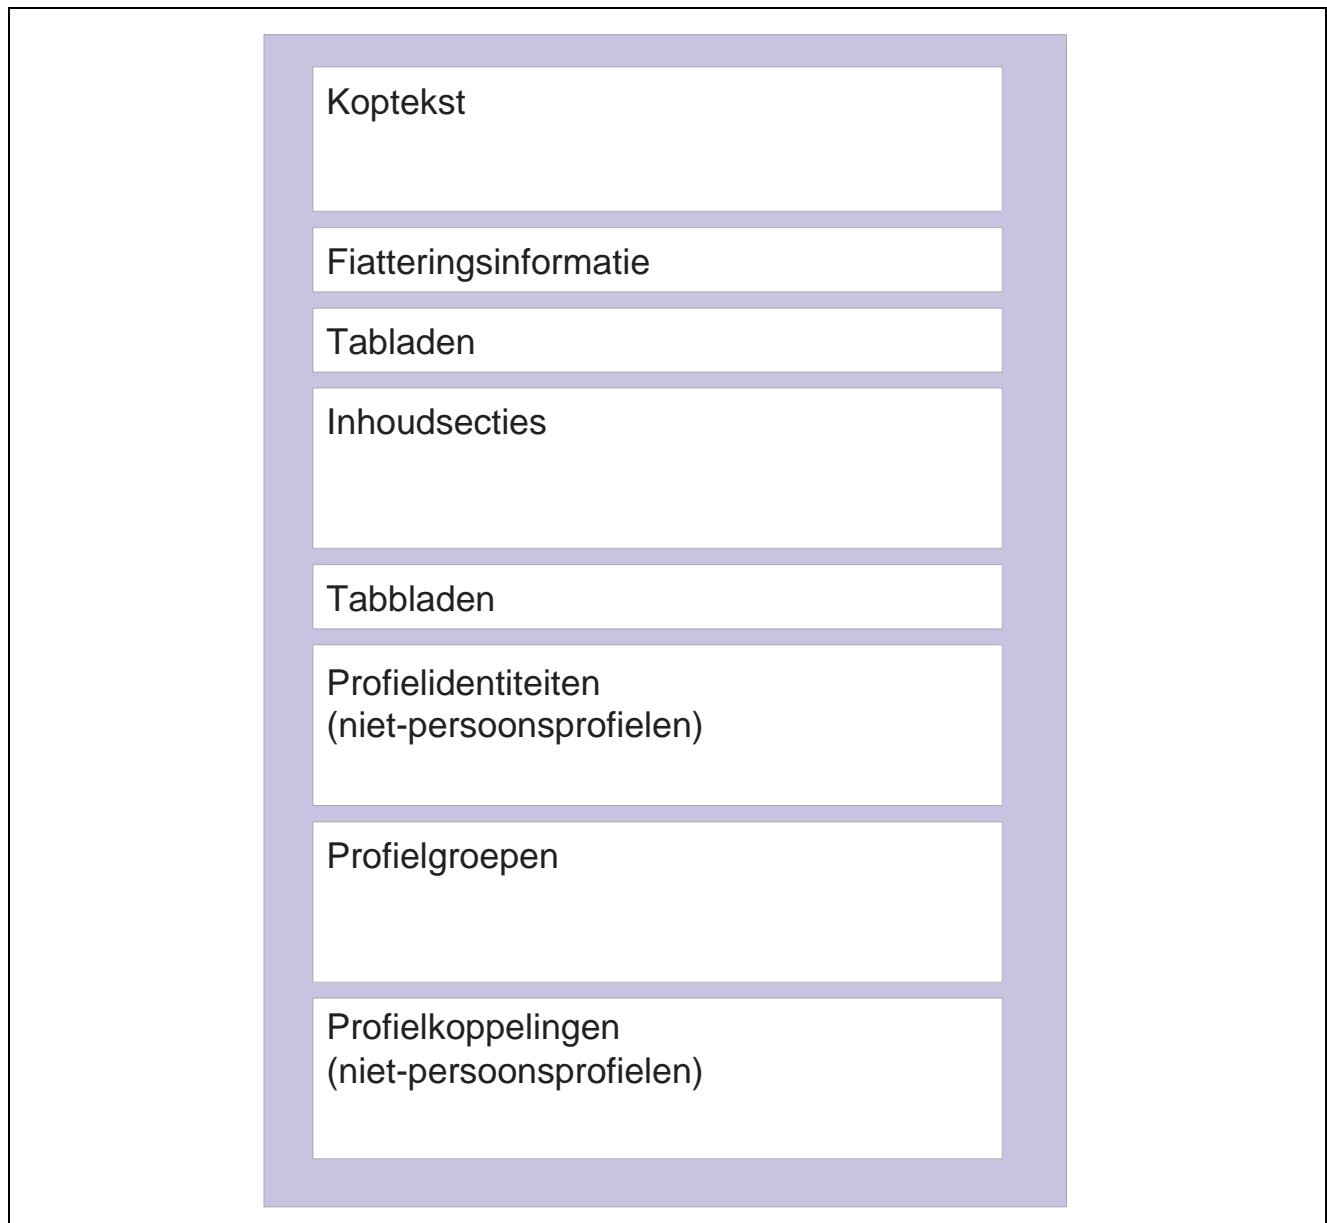 Koptekst
Fiatteringsinformatie
Tabladen
Inhoudsecties
Tabbladen
Profielidentiteiten
(niet-persoonsprofielen)
Profielgroepen
Profielkoppelingen
(niet-persoonsprofielen)